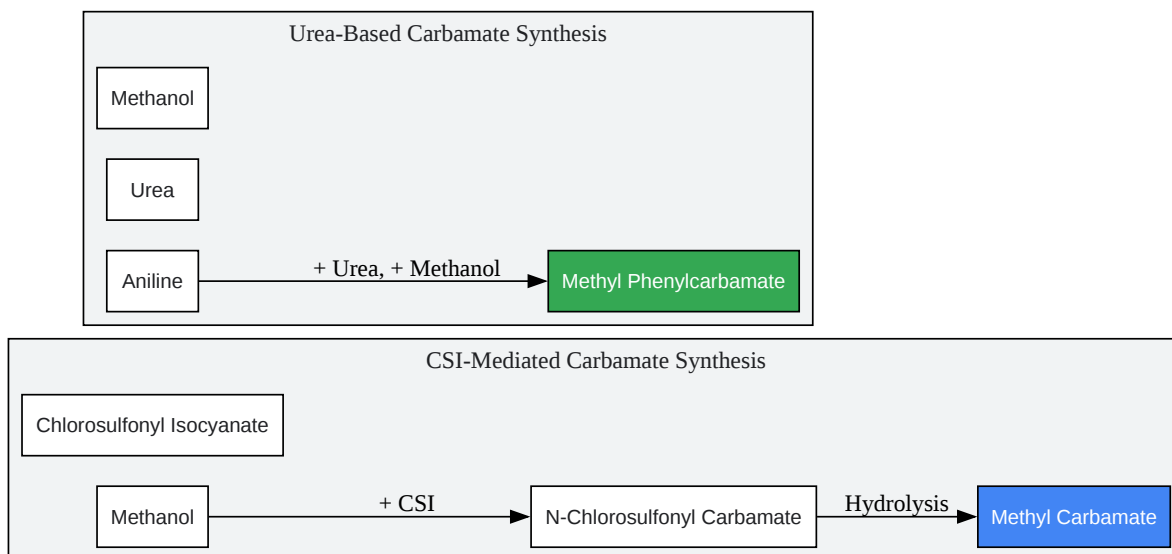 Urea-Based Carbamate Synthesis
Methanol
Urea
Aniline
+ Urea, + Methanol
Methyl Phenylcarbamate
CSI-Mediated Carbamate Synthesis
Chlorosulfonyl Isocyanate
Methanol
+ CSI
N-Chlorosulfonyl Carbamate
Hydrolysis
Methyl Carbamate